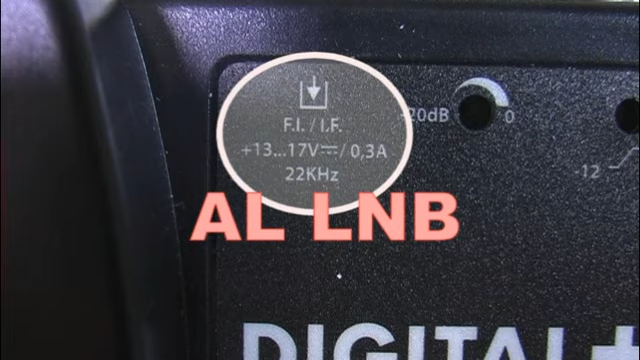 F.I. / I.F.
+13...17V⎓/ 0,3A
22KHz
-20dB
0
-12
AL LNB
DIGITAL+